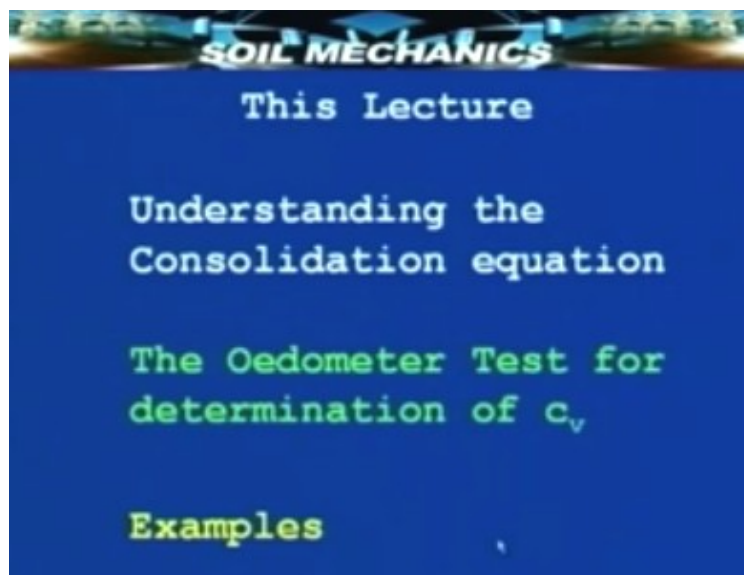 SOIL MECHANICS
This Lecture
Understanding the
Consolidation equation
The Oedometer Test for
determination of cᵥ
Examples